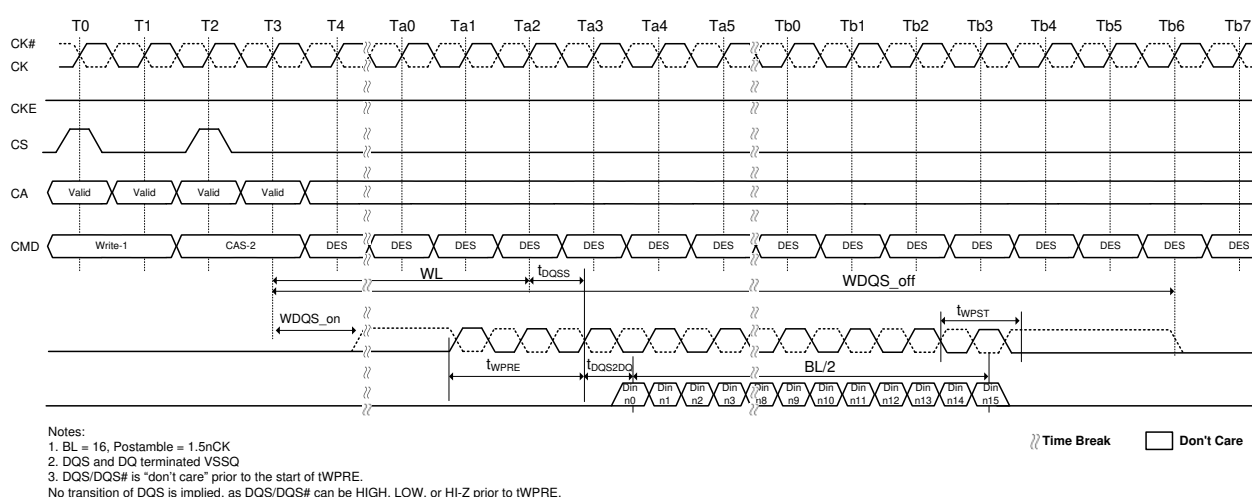 T0 T1 T2 T3 T4 Ta0 Ta1 Ta2 Ta3 Ta4 Ta5 Tb0 Tb1 Tb2 Tb3 Tb4 Tb5 Tb6 Tb7
CK#
CK
CKE
CS
CA Valid Valid Valid Valid
CMD Write-1 CAS-2 DES DES DES DES DES DES DES DES DES DES DES DES DES DES DES
WL tDQSS
WDQS_off
WDQS_on tWPST
tWPRE tDQS2DQ BL/2
Din Din Din Din Din Din Din Din Din Din Din Din
n0 n1 n2 n3 n8 n9 n10 n11 n12 n13 n14 n15
Notes:
1. BL = 16, Postamble = 1.5nCK
2. DQS and DQ terminated VSSQ
3. DQS/DQS# is “don’t care” prior to the start of tWPRE.
No transition of DQS is implied, as DQS/DQS# can be HIGH, LOW, or HI-Z prior to tWPRE.
Time Break Don't Care